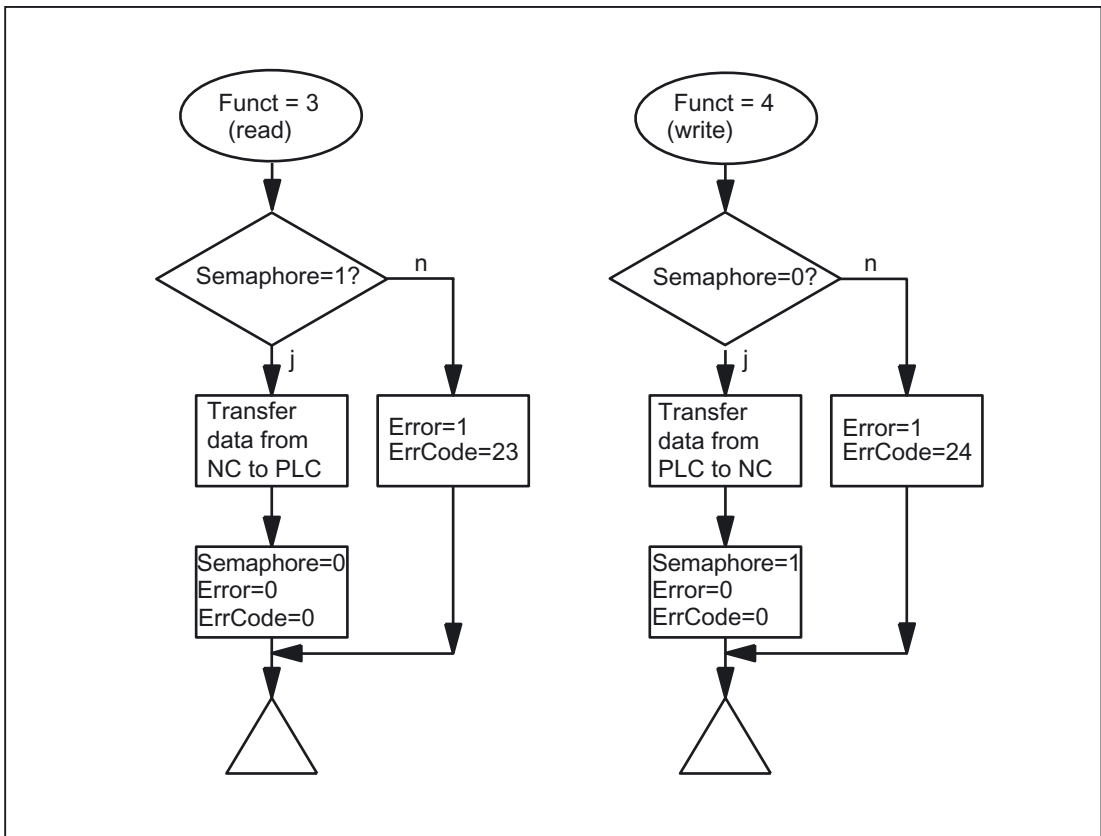 Funct = 3
(read)
Semaphore=1?
n
j
Transfer
data from
NC to PLC
Error=1
ErrCode=23
Semaphore=0
Error=0
ErrCode=0
Funct = 4
(write)
Semaphore=0?
n
j
Transfer
data from
PLC to NC
Error=1
ErrCode=24
Semaphore=1
Error=0
ErrCode=0